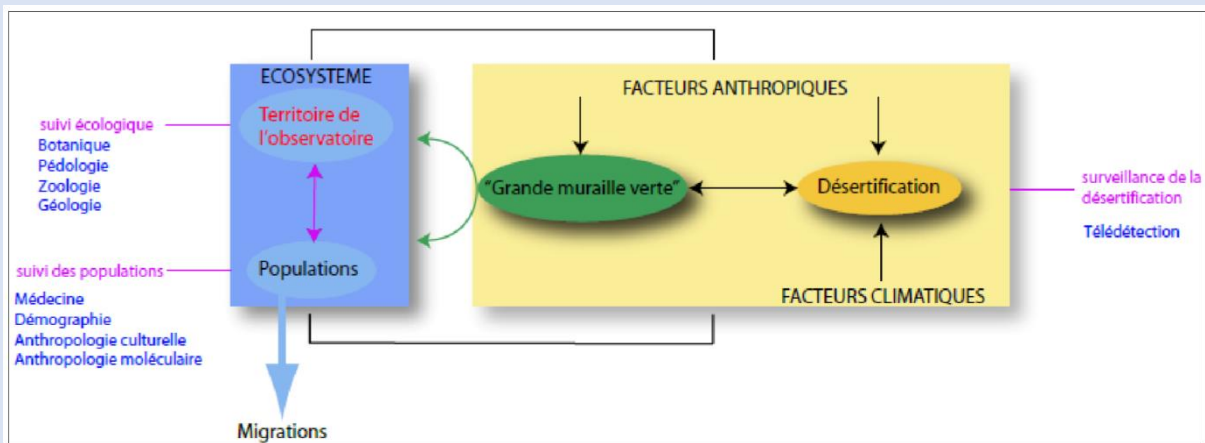 ECOSYSTEME
Territoire de
l'observatoire
suivi écologique
Botanique
Pédologie
Zoologie
Géologie
Populations
suivi des populations
Médecine
Démographie
Anthropologie culturelle
Anthropologie moléculaire
Migrations
FACTEURS ANTHROPIQUES
"Grande muraille verte"
Désertification
FACTEURS CLIMATIQUES
surveillance de la
désertification
Télédétection